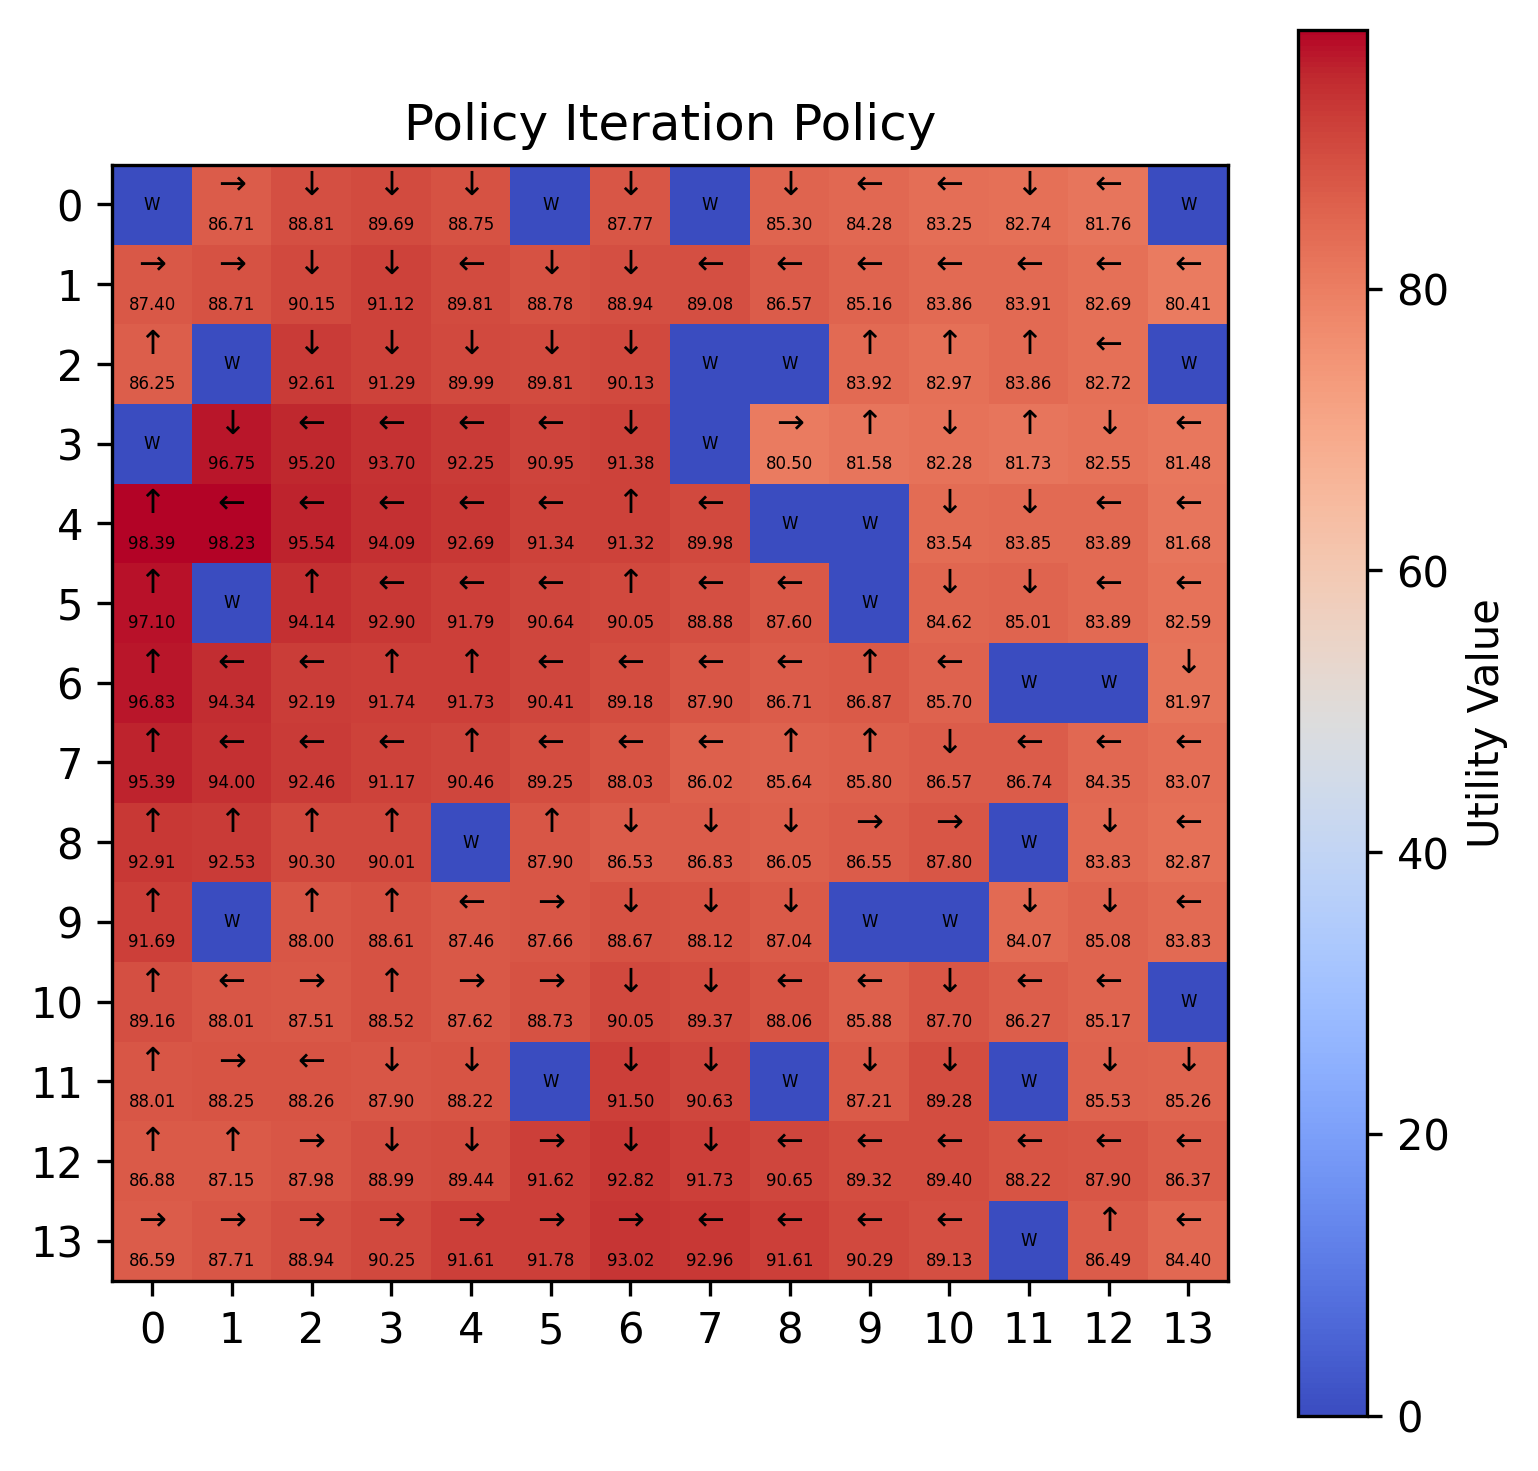 Policy Iteration Policy
0 W → 86.71 ↓ 88.81 ↓ 89.69 ↓ 88.75 W ↓ 87.77 W ↓ 85.30 ← 84.28 ← 83.25 ↓ 82.74 ← 81.76 W
1 → 87.40 → 88.71 ↓ 90.15 ↓ 91.12 ← 89.81 ↓ 88.78 ↓ 88.94 ← 89.08 ← 86.57 ← 85.16 ← 83.86 ← 83.91 ← 82.69 ← 80.41
2 ↑ 86.25 W ↓ 92.61 ↓ 91.29 ↓ 89.99 ↓ 89.81 ↓ 90.13 W W ↑ 83.92 ↑ 82.97 ↑ 83.86 ← 82.72 W
3 W ↓ 96.75 ← 95.20 ← 93.70 ← 92.25 ← 90.95 ↓ 91.38 W → 80.50 ↑ 81.58 ↓ 82.28 ↑ 81.73 ↓ 82.55 ← 81.48
4 ↑ 98.39 ← 98.23 ← 95.54 ← 94.09 ← 92.69 ← 91.34 ↑ 91.32 ← 89.98 W W ↓ 83.54 ↓ 83.85 ← 83.89 ← 81.68
5 ↑ 97.10 W ↑ 94.14 ← 92.90 ← 91.79 ← 90.64 ↑ 90.05 ← 88.88 ← 87.60 W ↓ 84.62 ↓ 85.01 ← 83.89 ← 82.59
6 ↑ 96.83 ← 94.34 ← 92.19 ↑ 91.74 ↑ 91.73 ← 90.41 ← 89.18 ← 87.90 ← 86.71 ↑ 86.87 ← 85.70 W W ↓ 81.97
7 ↑ 95.39 ← 94.00 ← 92.46 ← 91.17 ↑ 90.46 ← 89.25 ← 88.03 ← 86.02 ↑ 85.64 ↑ 85.80 ↓ 86.57 ← 86.74 ← 84.35 ← 83.07
8 ↑ 92.91 ↑ 92.53 ↑ 90.30 ↑ 90.01 W ↑ 87.90 ↓ 86.53 ↓ 86.83 ↓ 86.05 → 86.55 → 87.80 W ↓ 83.83 ← 82.87
9 ↑ 91.69 W ↑ 88.00 ↑ 88.61 ← 87.46 → 87.66 ↓ 88.67 ↓ 88.12 ↓ 87.04 W W ↓ 84.07 ↓ 85.08 ← 83.83
10 ↑ 89.16 ← 88.01 → 87.51 ↑ 88.52 → 87.62 → 88.73 ↓ 90.05 ↓ 89.37 ← 88.06 ← 85.88 ↓ 87.70 ← 86.27 ← 85.17 W
11 ↑ 88.01 → 88.25 ← 88.26 ↓ 87.90 ↓ 88.22 W ↓ 91.50 ↓ 90.63 W ↓ 87.21 ↓ 89.28 W ↓ 85.53 ↓ 85.26
12 ↑ 86.88 ↑ 87.15 → 87.98 ↓ 88.99 ↓ 89.44 → 91.62 ↓ 92.82 ↓ 91.73 ← 90.65 ← 89.32 ← 89.40 ← 88.22 ← 87.90 ← 86.37
13 → 86.59 → 87.71 → 88.94 → 90.25 → 91.61 → 91.78 → 93.02 ← 92.96 ← 91.61 ← 90.29 ← 89.13 W ↑ 86.49 ← 84.40
0 1 2 3 4 5 6 7 8 9 10 11 12 13
80
60
40
20
0
Utility Value